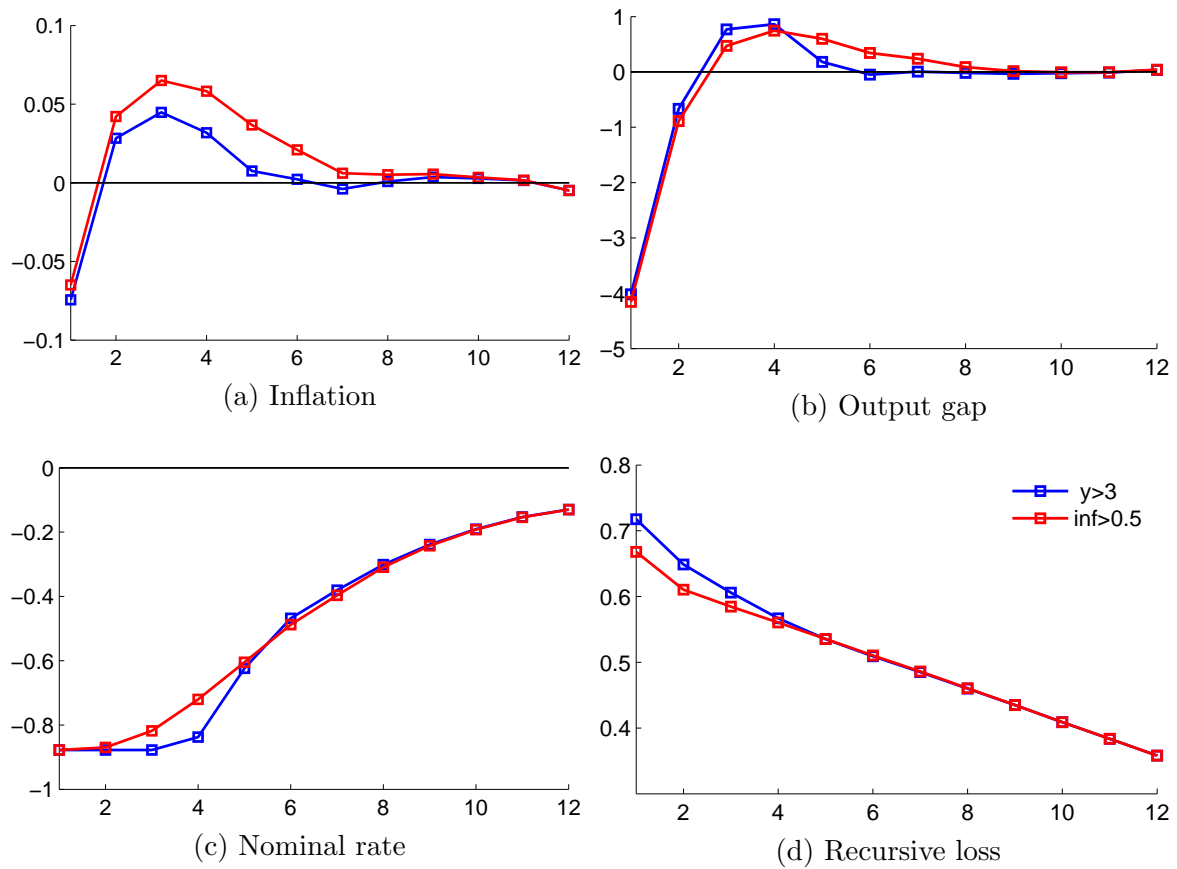 0.1
0.05
0
−0.05
−0.1
2 4 6 8 10 12
(a) Inflation
1
0
−1
−2
−3
−4
−5
2 4 6 8 10 12
(b) Output gap
0
−0.2
−0.4
−0.6
−0.8
−1
2 4 6 8 10 12
(c) Nominal rate
0.8
0.7
0.6
0.5
0.4
y>3
inf>0.5
2 4 6 8 10 12
(d) Recursive loss